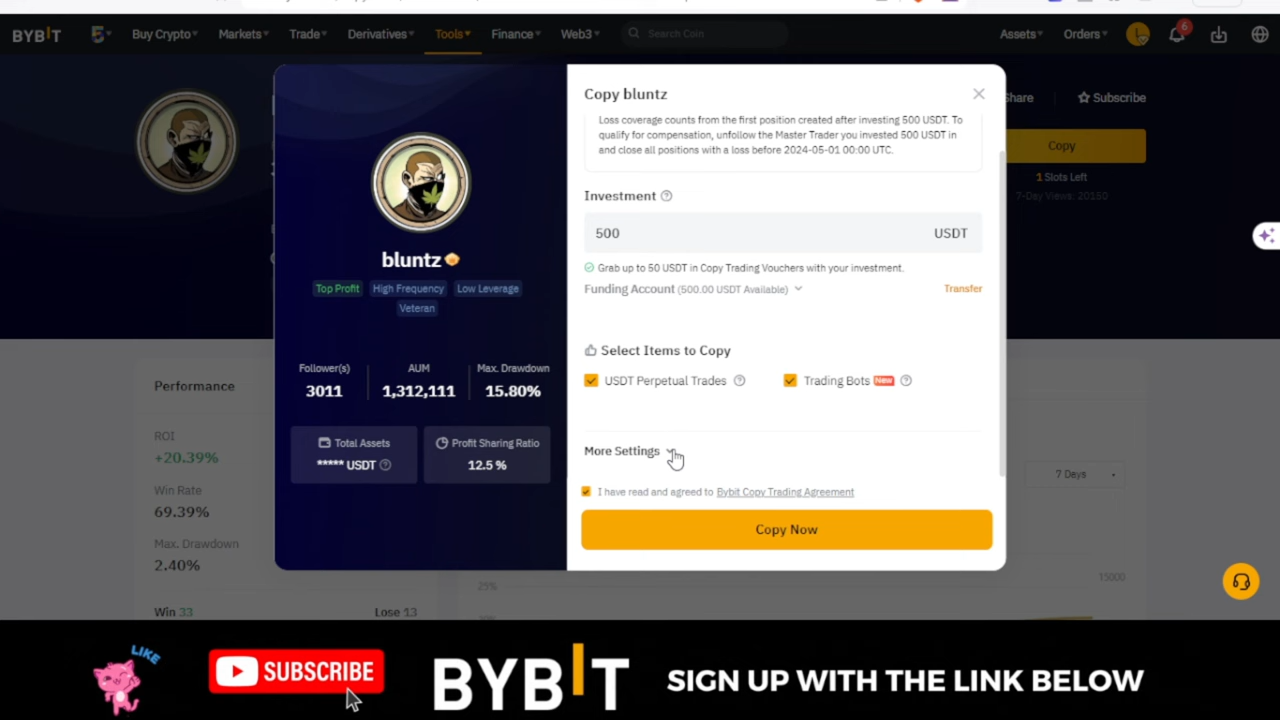 BYBIT
Buy Crypto
Markets
Trade
Derivatives
Tools
Finance
Web3
Search Coin
Assets
Orders
6
Share
Subscribe
Copy
1 Slots Left
7-Day Views: 20150
bluntz
Top Profit
High Frequency
Low Leverage
Veteran
Follower(s)
AUM
Max. Drawdown
3011
1,312,111
15.80%
Total Assets
Profit Sharing Ratio
***** USDT
12.5 %
Copy bluntz
Loss coverage counts from the first position created after investing 500 USDT. To
qualify for compensation, unfollow the Master Trader you invested 500 USDT in
and close all positions with a loss before 2024-05-01 00:00 UTC.
Investment
500
USDT
Grab up to 50 USDT in Copy Trading Vouchers with your investment.
Funding Account (500.00 USDT Available)
Transfer
Select Items to Copy
USDT Perpetual Trades
Trading Bots New
More Settings
I have read and agreed to Bybit Copy Trading Agreement
Copy Now
Performance
ROI
+20.39%
Win Rate
69.39%
Max. Drawdown
2.40%
Win 33
Lose 13
7 Days
25%
15000
LIKE
SUBSCRIBE
BYBIT
SIGN UP WITH THE LINK BELOW